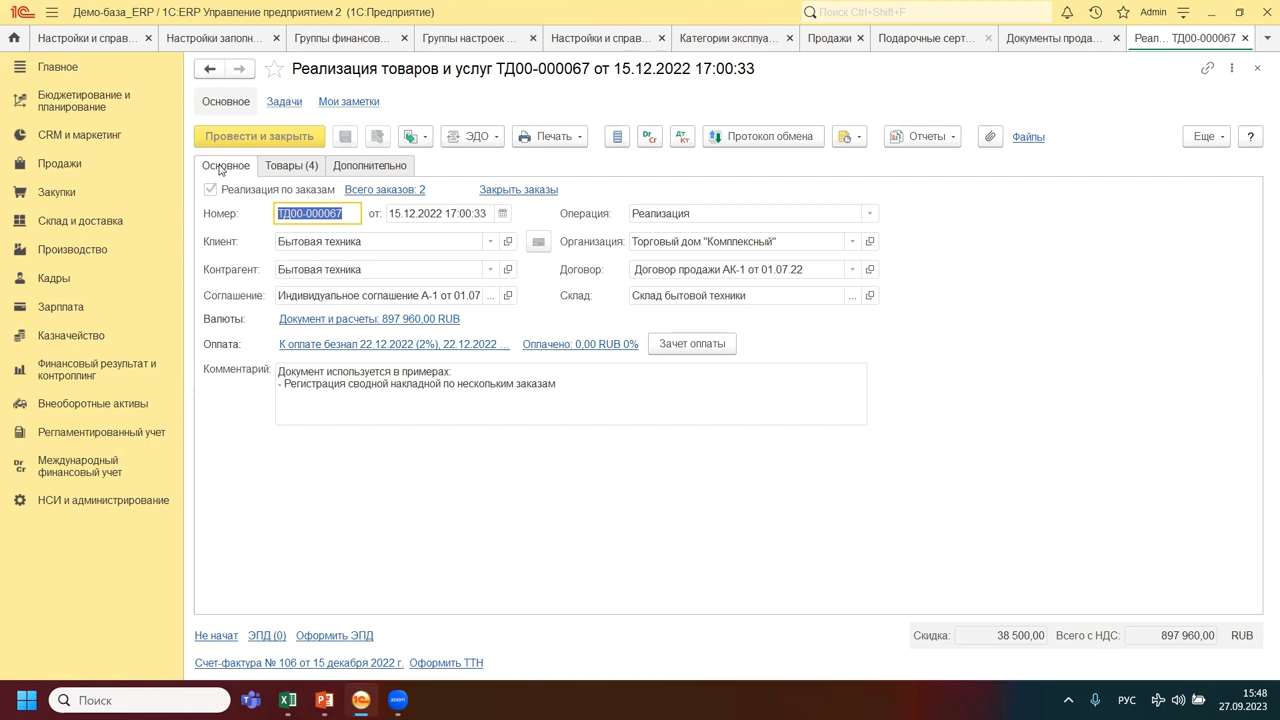 Демо-база_ERP / 1С:ERP Управление предприятием 2 (1С:Предприятие)
Поиск Ctrl+Shift+F
Admin
Настройки и справ...
Настройки заполн...
Группы финансов...
Группы настроек ...
Настройки и справ...
Категории эксплуа...
Продажи
Подарочные серт...
Документы прода...
Реал... ТД00-000067
Главное
Бюджетирование и
планирование
CRM и маркетинг
Продажи
Закупки
Склад и доставка
Производство
Кадры
Зарплата
Казначейство
Финансовый результат и
контроллинг
Внеоборотные активы
Регламентированный учет
Международный
финансовый учет
НСИ и администрирование
Реализация товаров и услуг ТД00-000067 от 15.12.2022 17:00:33
Основное Задачи Мои заметки
Провести и закрыть ЭДО Печать Dr Cr Дт Кт Протокол обмена Отчеты Файлы Еще ?
Основное Товары (4) Дополнительно
Реализация по заказам Всего заказов: 2 Закрыть заказы
Номер: ТД00-000067 от: 15.12.2022 17:00:33 Операция: Реализация
Клиент: Бытовая техника Организация: Торговый дом "Комплексный"
Контрагент: Бытовая техника Договор: Договор продажи АК-1 от 01.07.22
Соглашение: Индивидуальное соглашение А-1 от 01.07 ... Склад: Склад бытовой техники ...
Валюты: Документ и расчеты: 897 960,00 RUB
Оплата: К оплате безнал 22.12.2022 (2%), 22.12.2022 ... Оплачено: 0,00 RUB 0% Зачет оплаты
Комментарий: Документ используется в примерах:
- Регистрация сводной накладной по нескольким заказам
Не начат ЭПД (0) Оформить ЭПД
Скидка: 38 500,00 Всего с НДС: 897 960,00 RUB
Счет-фактура № 106 от 15 декабря 2022 г. Оформить ТТН
Поиск
РУС
15:48
27.09.2023